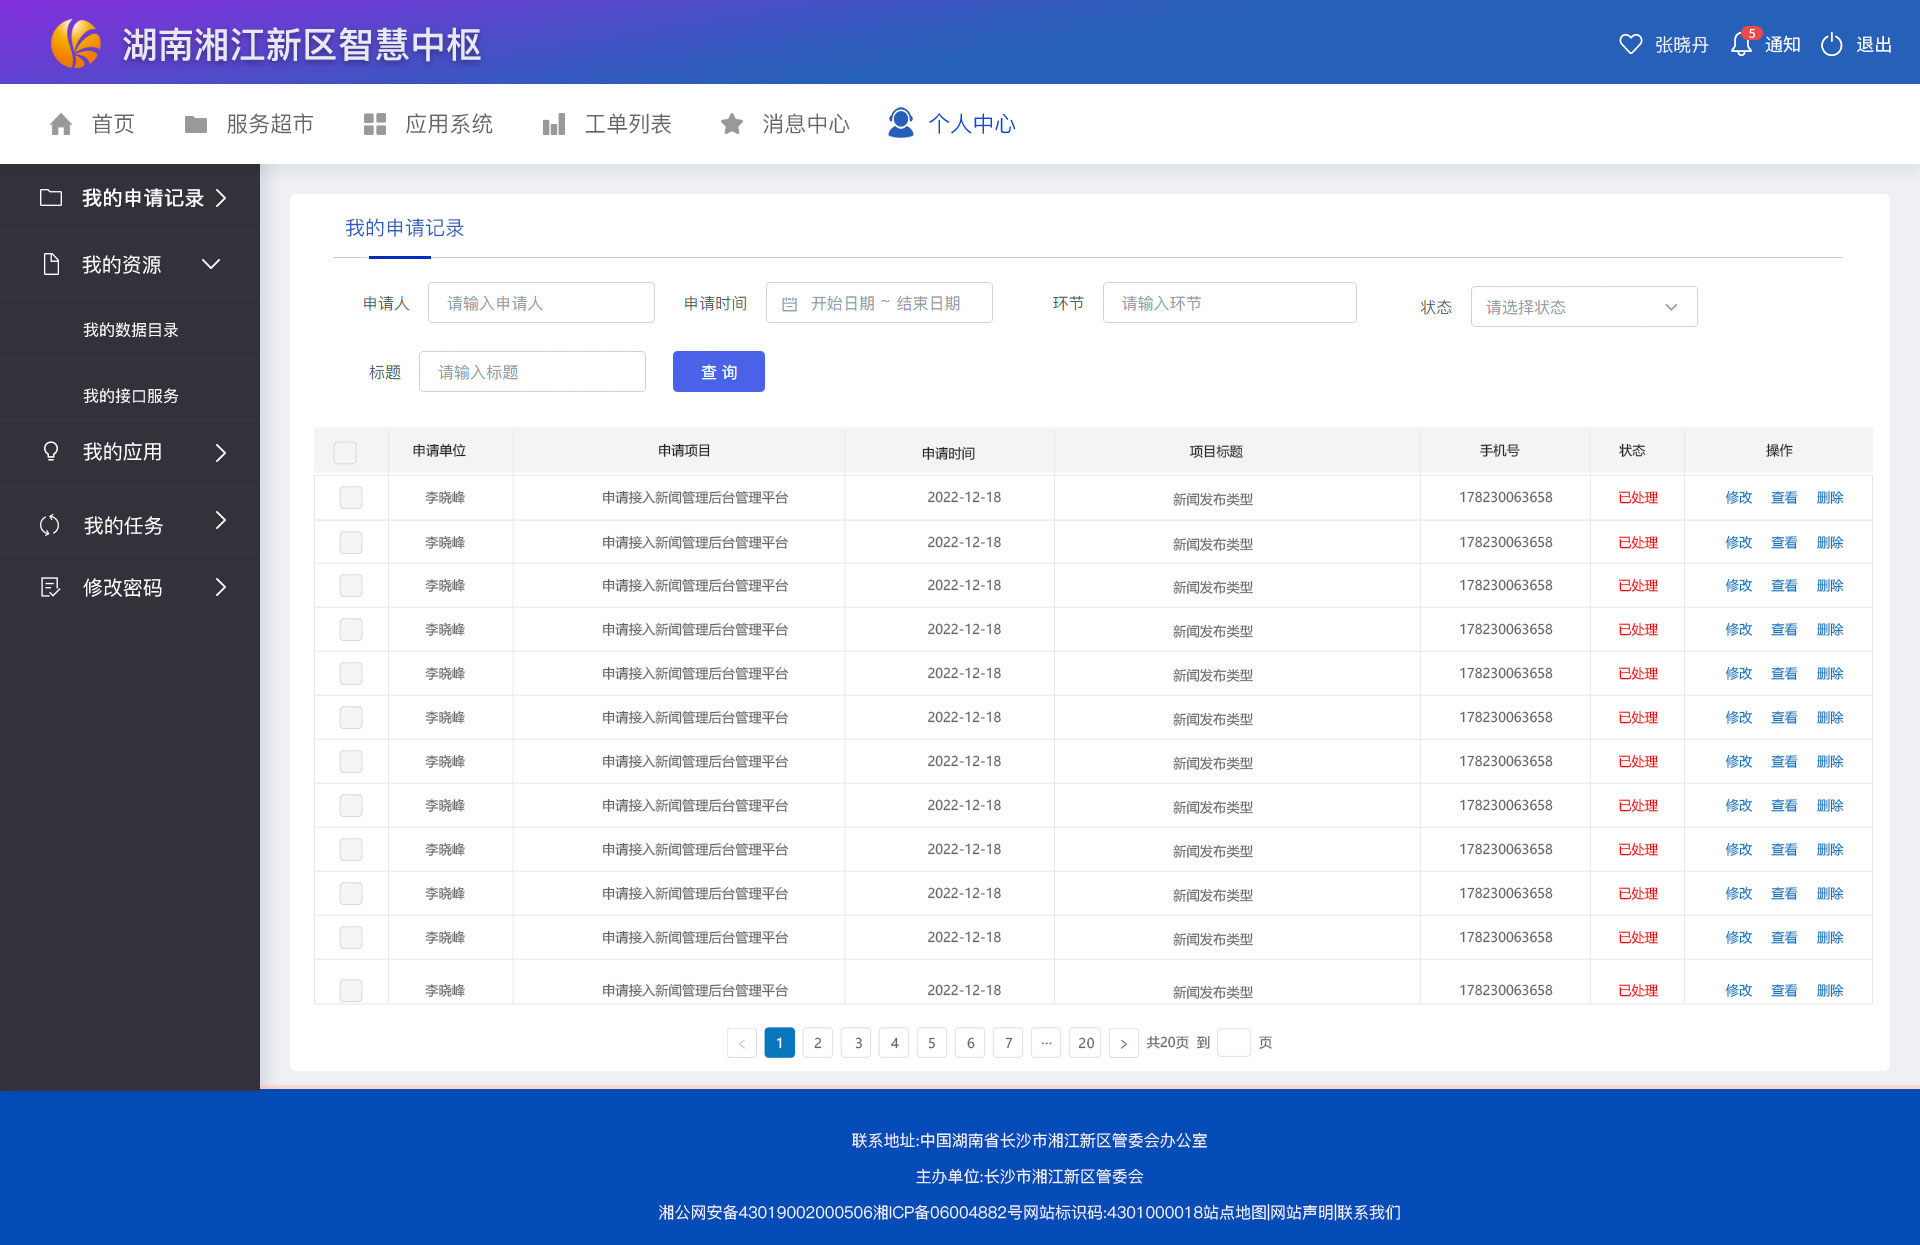 湖南湘江新区智慧中枢
张晓丹 5 通知 退出
首页 服务超市 应用系统 工单列表 消息中心 个人中心
我的申请记录
我的资源
我的数据目录
我的接口服务
我的应用
我的任务
修改密码
我的申请记录
申请人 请输入申请人 申请时间 开始日期 ~ 结束日期 环节 请输入环节 状态 请选择状态
标题 请输入标题 查 询
申请单位 申请项目 申请时间 项目标题 手机号 状态 操作
李晓峰 申请接入新闻管理后台管理平台 2022-12-18 新闻发布类型 178230063658 已处理 修改 查看 删除
李晓峰 申请接入新闻管理后台管理平台 2022-12-18 新闻发布类型 178230063658 已处理 修改 查看 删除
李晓峰 申请接入新闻管理后台管理平台 2022-12-18 新闻发布类型 178230063658 已处理 修改 查看 删除
李晓峰 申请接入新闻管理后台管理平台 2022-12-18 新闻发布类型 178230063658 已处理 修改 查看 删除
李晓峰 申请接入新闻管理后台管理平台 2022-12-18 新闻发布类型 178230063658 已处理 修改 查看 删除
李晓峰 申请接入新闻管理后台管理平台 2022-12-18 新闻发布类型 178230063658 已处理 修改 查看 删除
李晓峰 申请接入新闻管理后台管理平台 2022-12-18 新闻发布类型 178230063658 已处理 修改 查看 删除
李晓峰 申请接入新闻管理后台管理平台 2022-12-18 新闻发布类型 178230063658 已处理 修改 查看 删除
李晓峰 申请接入新闻管理后台管理平台 2022-12-18 新闻发布类型 178230063658 已处理 修改 查看 删除
李晓峰 申请接入新闻管理后台管理平台 2022-12-18 新闻发布类型 178230063658 已处理 修改 查看 删除
李晓峰 申请接入新闻管理后台管理平台 2022-12-18 新闻发布类型 178230063658 已处理 修改 查看 删除
李晓峰 申请接入新闻管理后台管理平台 2022-12-18 新闻发布类型 178230063658 已处理 修改 查看 删除
< 1 2 3 4 5 6 7 ··· 20 > 共20页 到 页
联系地址:中国湖南省长沙市湘江新区管委会办公室
主办单位:长沙市湘江新区管委会
湘公网安备43019002000506湘ICP备06004882号网站标识码:4301000018站点地图|网站声明|联系我们